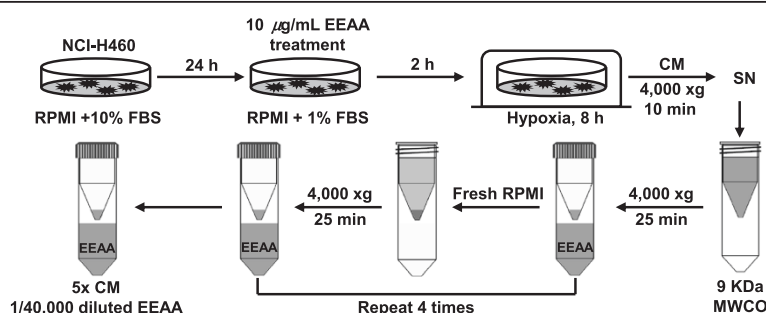 10 µg/mL EEAA
treatment
NCI-H460
24 h
2 h
CM
4,000 xg
10 min
SN
RPMI +10% FBS
RPMI + 1% FBS
Hypoxia, 8 h
4,000 xg
25 min
Fresh RPMI
4,000 xg
25 min
EEAA
EEAA
EEAA
5x CM
1/40,000 diluted EEAA
Repeat 4 times
9 KDa
MWCO